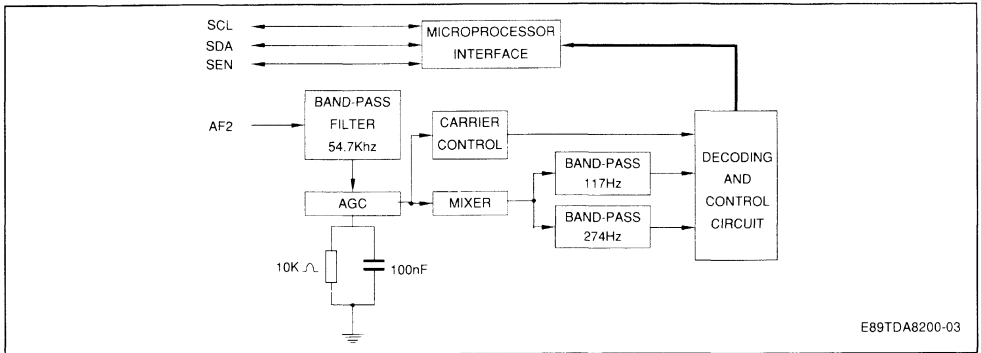 SCL
SDA
SEN
MICROPROCESSOR
INTERFACE
AF2
BAND-PASS
FILTER
54.7Khz
CARRIER
CONTROL
AGC
MIXER
BAND-PASS
117Hz
BAND-PASS
274Hz
DECODING
AND
CONTROL
CIRCUIT
10K
100nF
E89TDA8200-03